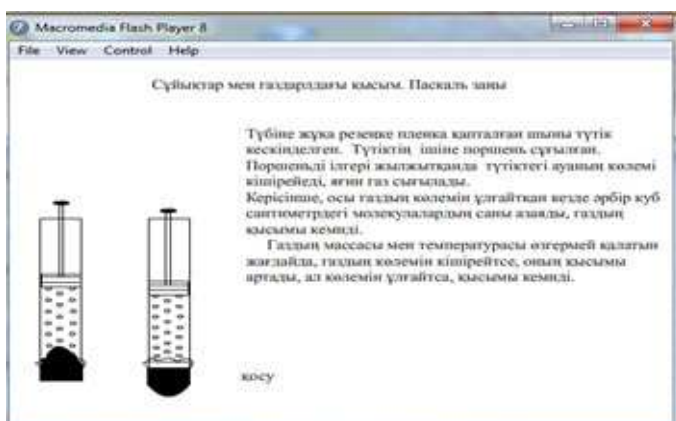 Macromedia Flash Player 8
File View Control Help
Сұйықтар мен газдардағы қысым. Паскаль заңы
Түбіне жұқа резеңке пленка қапталған шыны түтік
кескінделген. Түтіктің ішіне поршень сұғылған.
Поршеньді ілгері жылжытқанда түтіктегі ауаның көлемі
кішірейеді, яғни газ сығылады.
Керісінше, осы газдың көлемін ұлғайтқан кезде әрбір куб
сантиметрдегі молекулалардың саны азаяды, газдың
қысымы кемиді.
Газдың массасы мен температурасы өзгермей қалатын
жағдайда, газдың көлемін кішірейтсе, оның қысымы
артады, ал көлемін ұлғайтса, қысымы кемиді.
қосу